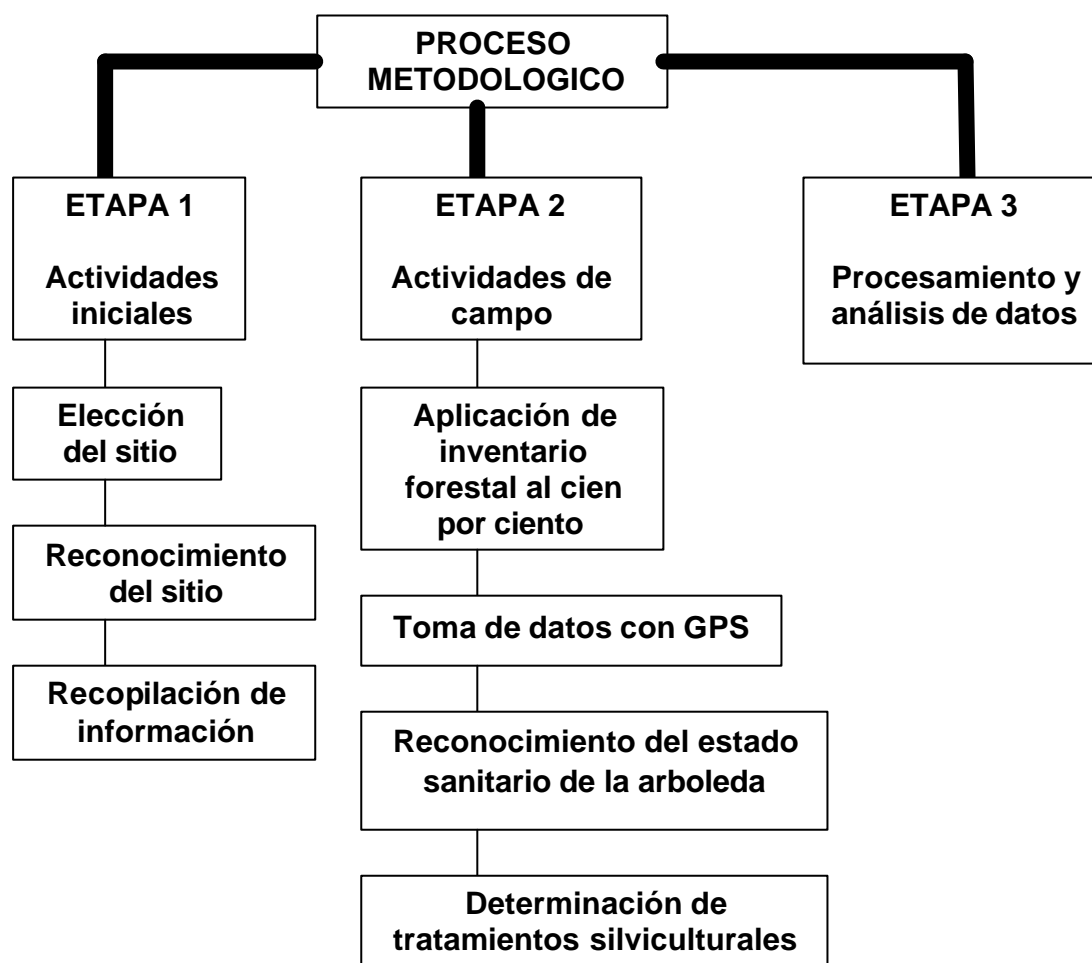 PROCESO
METODOLOGICO
ETAPA 1
Actividades
iniciales
Elección
del sitio
Reconocimiento
del sitio
Recopilación de
información
ETAPA 2
Actividades de
campo
Aplicación de
inventario
forestal al cien
por ciento
Toma de datos con GPS
Reconocimiento del estado
sanitario de la arboleda
Determinación de
tratamientos silviculturales
ETAPA 3
Procesamiento y
análisis de datos